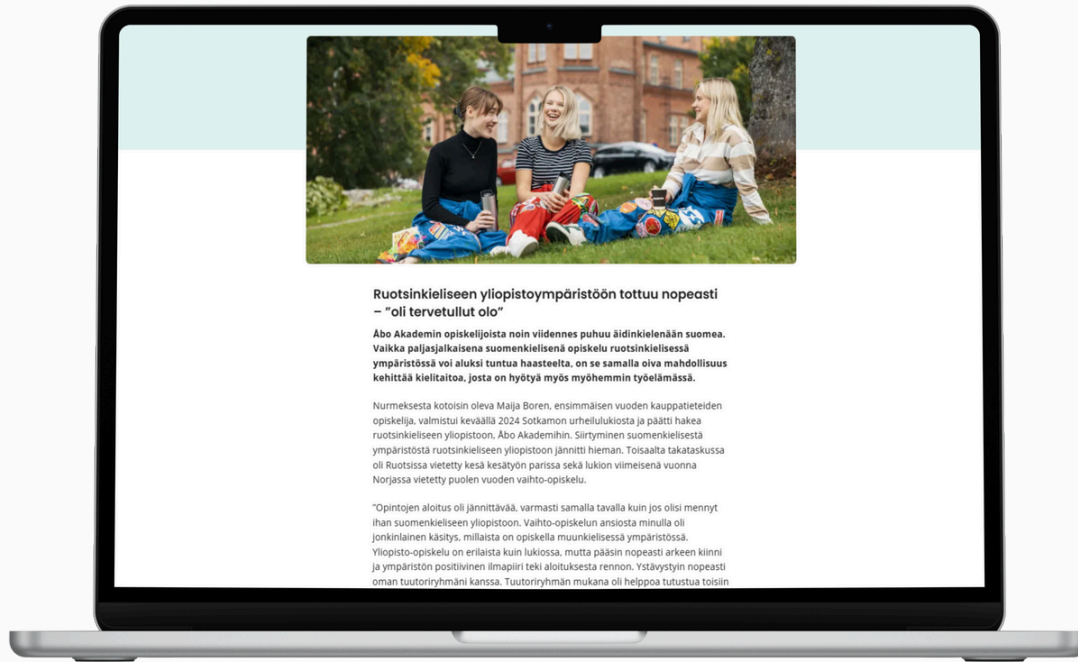 Ruotsinkieliseen yliopistoympäristöön tottuu nopeasti
– ”oli tervetullut olo”
Åbo Akademin opiskelijoista noin viidennes puhuu äidinkielenään suomea.
Vaikka paljasjalkaisena suomenkielisenä opiskelu ruotsinkielisessä
ympäristössä voi aluksi tuntua haasteelta, on se samalla oiva mahdollisuus
kehittää kielitaitoa, josta on hyötyä myös myöhemmin työelämässä.
Nurmeksesta kotoisin oleva Maija Boren, ensimmäisen vuoden kauppatieteiden
opiskelija, valmistui keväällä 2024 Sotkamon urheilulukiosta ja päätti hakea
ruotsinkieliseen yliopistoon, Åbo Akademihin. Siirtyminen suomenkielisestä
ympäristöstä ruotsinkieliseen yliopistoon jännitti hieman. Toisaalta takataskussa
oli Ruotsissa vietetty kesä kesätyön parissa sekä lukion viimeisenä vuonna
Norjassa vietetty puolen vuoden vaihto-opiskelu.
”Opintojen aloitus oli jännittävää, varmasti samalla tavalla kuin jos olisi mennyt
ihan suomenkieliseen yliopistoon. Vaihto-opiskelun ansiosta minulla oli
jonkinlainen käsitys, millaista on opiskella muunkielisessä ympäristössä.
Yliopisto-opiskelu on erilaista kuin lukiossa, mutta pääsin nopeasti arkeen kiinni
ja ympäristön positiivinen ilmapiiri teki aloituksesta rennon. Ystävystyin nopeasti
oman tuutoriryhmäni kanssa. Tuutoriryhmän mukana oli helppoa tutustua toisiin